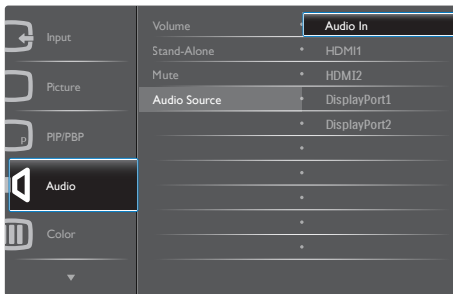 Input
Picture
P
PIP/PBP
Audio
Color
Volume
Stand-Alone
Mute
Audio Source
Audio In
HDMI1
HDMI2
DisplayPort1
DisplayPort2